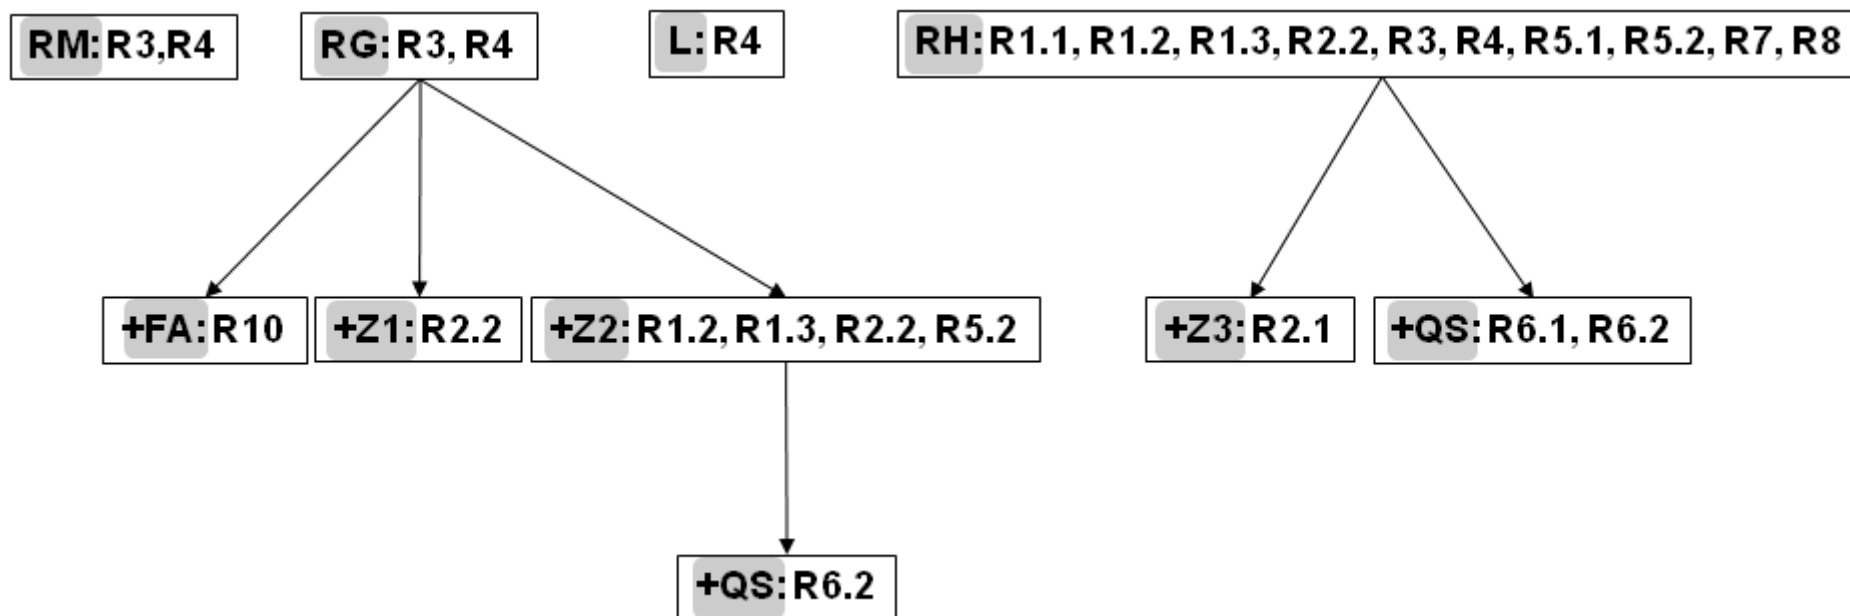 RM:R3,R4
RG:R3, R4
L:R4
RH:R1.1, R1.2, R1.3, R2.2, R3, R4, R5.1, R5.2, R7, R8
+FA:R10
+Z1:R2.2
+Z2:R1.2, R1.3, R2.2, R5.2
+Z3:R2.1
+QS:R6.1, R6.2
+QS:R6.2